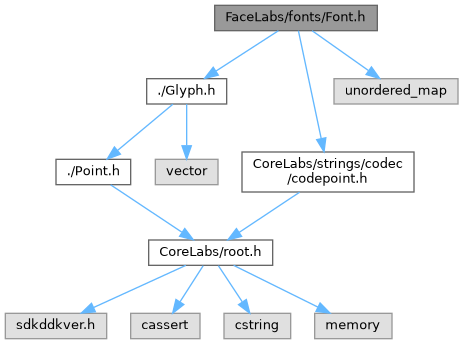 FaceLabs/fonts/Font.h
./Glyph.h
unordered_map
./Point.h
vector
CoreLabs/strings/codec
/codepoint.h
CoreLabs/root.h
sdkddkver.h
cassert
cstring
memory